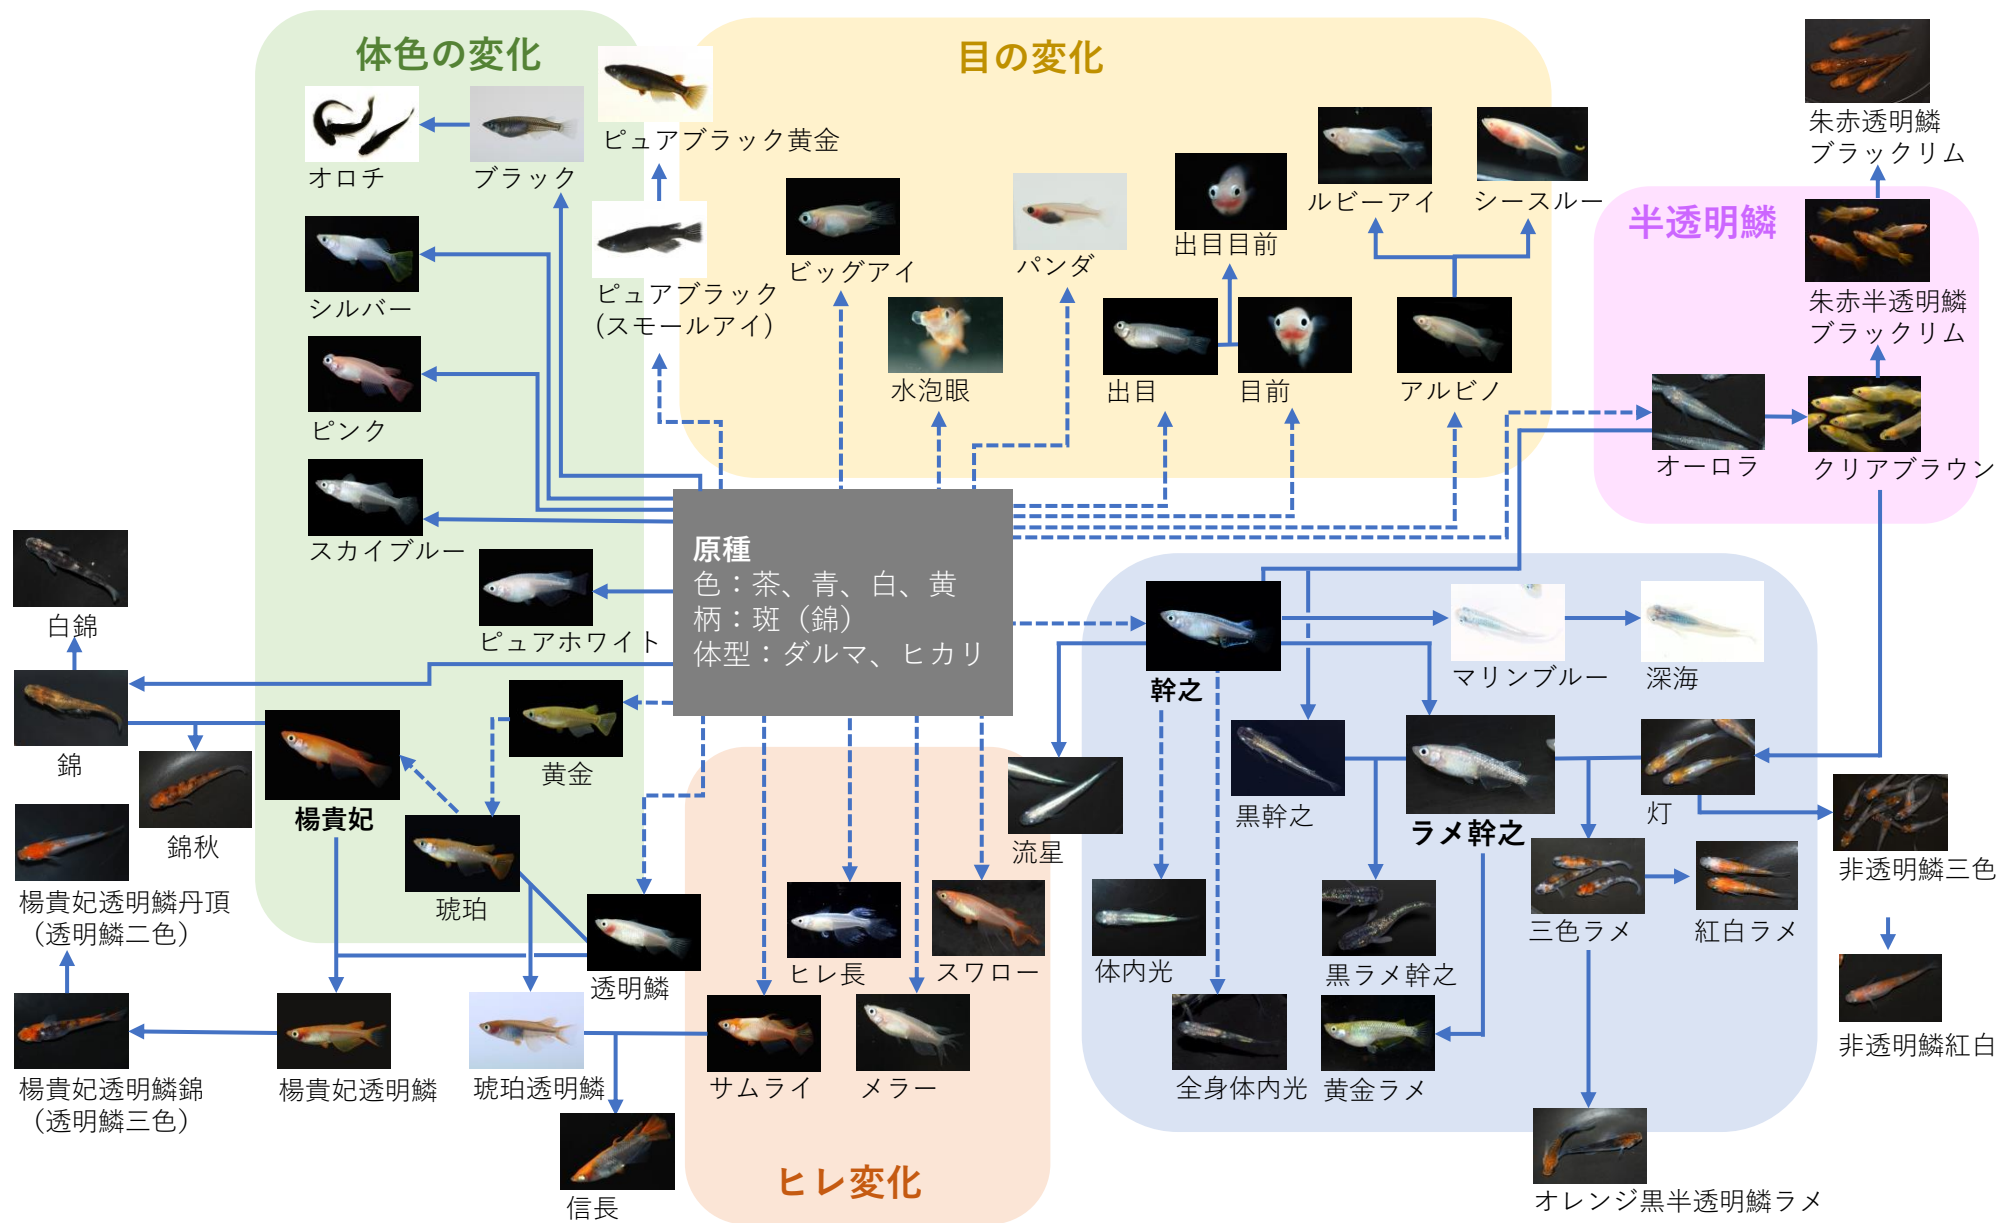 体色の変化
目の変化
半透明鱗
ヒレ変化
オロチ
ブラック
ピュアブラック黄金
シルバー
ピュアブラック
(スモールアイ)
ピンク
スカイブルー
ピュアホワイト
ビッグアイ
水泡眼
パンダ
出目目前
出目
目前
ルビーアイ
シースルー
アルビノ
朱赤透明鱗
ブラックリム
朱赤半透明鱗
ブラックリム
オーロラ
クリアブラウン
原種
色：茶、青、白、黄
柄：斑（錦）
体型：ダルマ、ヒカリ
白錦
錦
錦秋
楊貴妃
黄金
琥珀
透明鱗
楊貴妃透明鱗丹頂
（透明鱗二色）
楊貴妃透明鱗錦
（透明鱗三色）
楊貴妃透明鱗
琥珀透明鱗
信長
サムライ
メラー
ヒレ長
スワロー
幹之
マリンブルー
深海
流星
黒幹之
ラメ幹之
灯
体内光
全身体内光
黒ラメ幹之
黄金ラメ
三色ラメ
紅白ラメ
非透明鱗三色
非透明鱗紅白
オレンジ黒半透明鱗ラメ